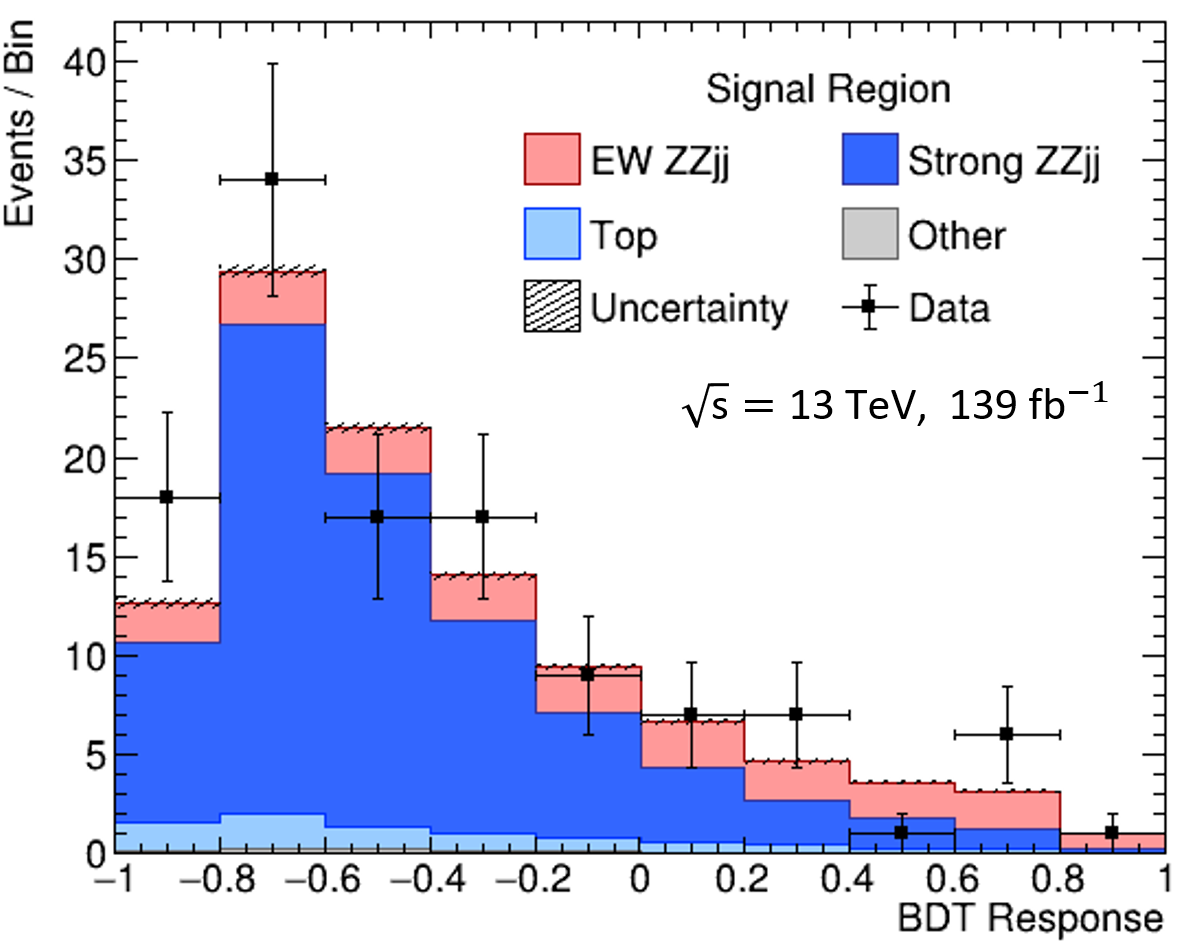 Events / Bin
40
35
30
25
20
15
10
5
0
Signal Region
EW ZZjj
Strong ZZjj
Top
Other
Uncertainty
Data
√s = 13 TeV, 139 fb⁻¹
−1 −0.8 −0.6 −0.4 −0.2 0 0.2 0.4 0.6 0.8 1
BDT Response